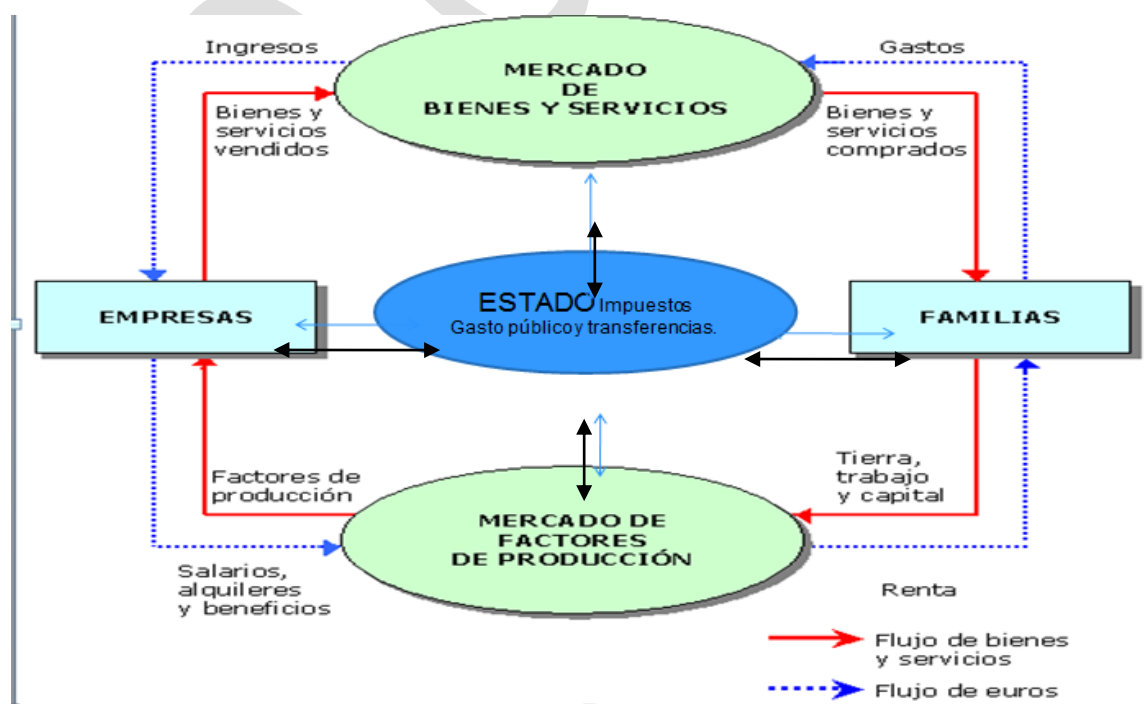 Ingresos
Gastos
MERCADO
DE
BIENES Y SERVICIOS
Bienes y
servicios
vendidos
Bienes y
servicios
comprados
EMPRESAS
ESTADO Impuestos
Gasto público y transferencias.
FAMILIAS
Factores de
producción
Tierra,
trabajo
y capital
MERCADO DE
FACTORES
DE PRODUCCIÓN
Salarios,
alquileres
y beneficios
Renta
Flujo de bienes
y servicios
Flujo de euros